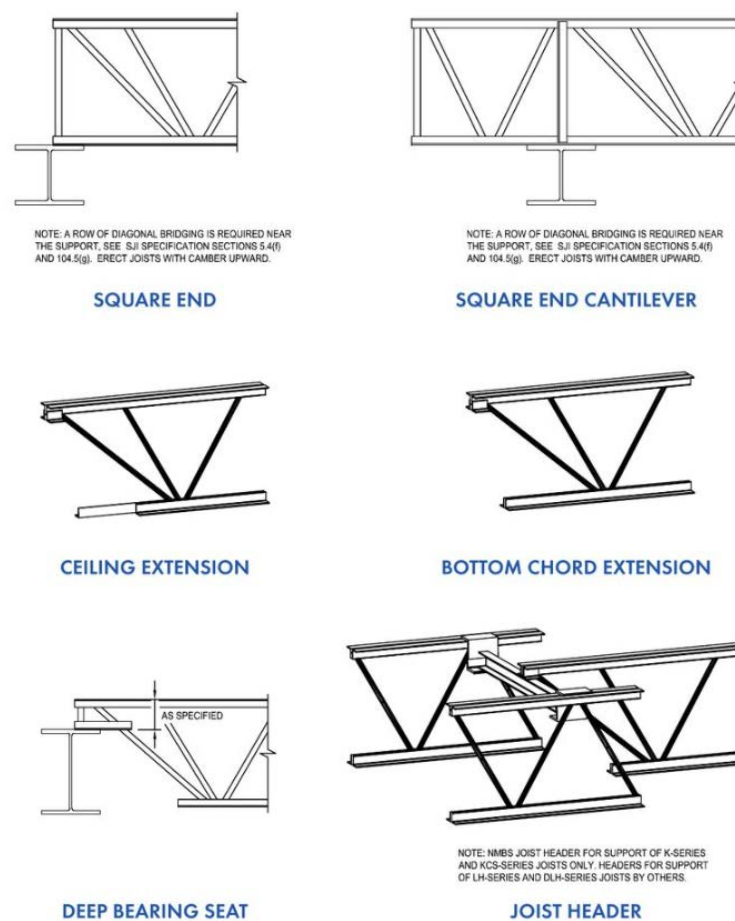 NOTE: A ROW OF DIAGONAL BRIDGING IS REQUIRED NEAR
THE SUPPORT, SEE SJI SPECIFICATION SECTIONS 5.4(f)
AND 104.5(g). ERECT JOISTS WITH CAMBER UPWARD.
SQUARE END
NOTE: A ROW OF DIAGONAL BRIDGING IS REQUIRED NEAR
THE SUPPORT, SEE SJI SPECIFICATION SECTIONS 5.4(f)
AND 104.5(g). ERECT JOISTS WITH CAMBER UPWARD.
SQUARE END CANTILEVER
CEILING EXTENSION
BOTTOM CHORD EXTENSION
AS SPECIFIED
DEEP BEARING SEAT
NOTE: NMBS JOIST HEADER FOR SUPPORT OF K-SERIES
AND KCS-SERIES JOISTS ONLY. HEADERS FOR SUPPORT
OF LH-SERIES AND DLH-SERIES JOISTS BY OTHERS.
JOIST HEADER